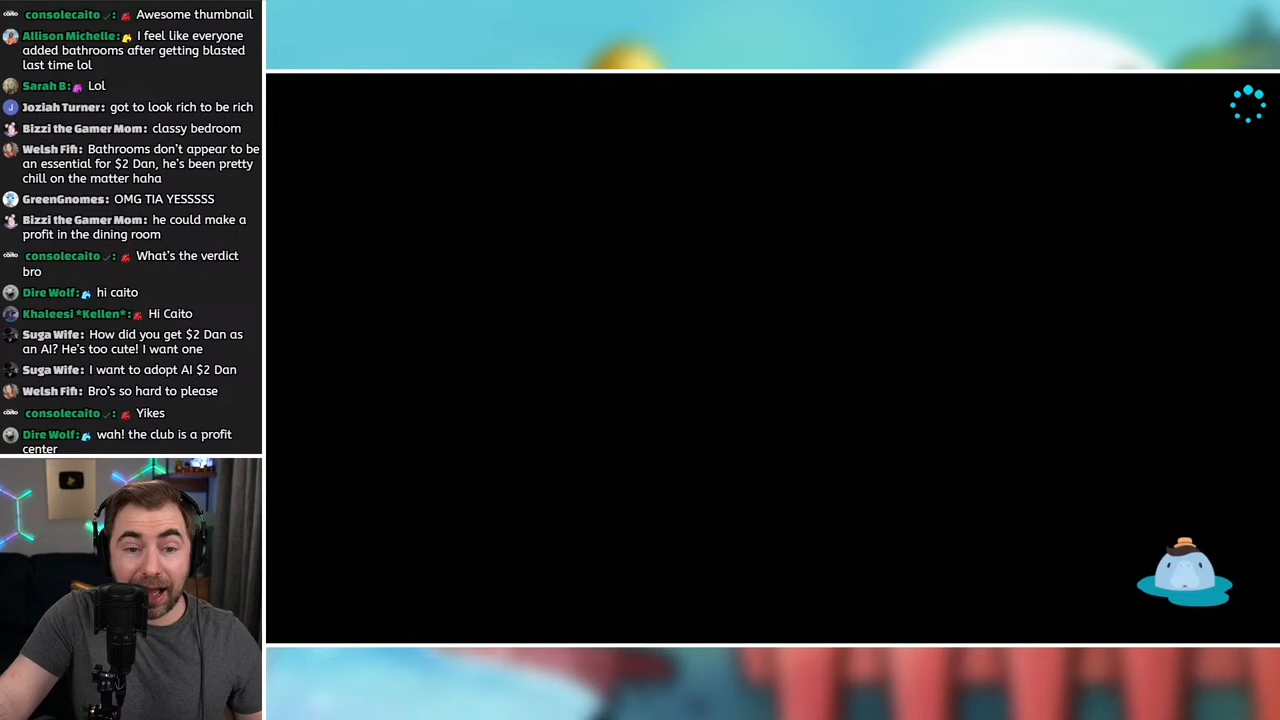 consolecaito: Awesome thumbnail
Allison Michelle: I feel like everyone
added bathrooms after getting blasted
last time lol
Sarah B: Lol
Joziah Turner: got to look rich to be rich
Bizzi the Gamer Mom: classy bedroom
Welsh Fifi: Bathrooms don't appear to be
an essential for $2 Dan, he's been pretty
chill on the matter haha
GreenGnomes: OMG TIA YESSSSS
Bizzi the Gamer Mom: he could make a
profit in the dining room
consolecaito: What's the verdict
bro
Dire Wolf: hi caito
Khaleesi *Kellen*: Hi Caito
Suga Wife: How did you get $2 Dan as
an AI? He's too cute! I want one
Suga Wife: I want to adopt AI $2 Dan
Welsh Fifi: Bro's so hard to please
consolecaito: Yikes
Dire Wolf: wah! the club is a profit
center